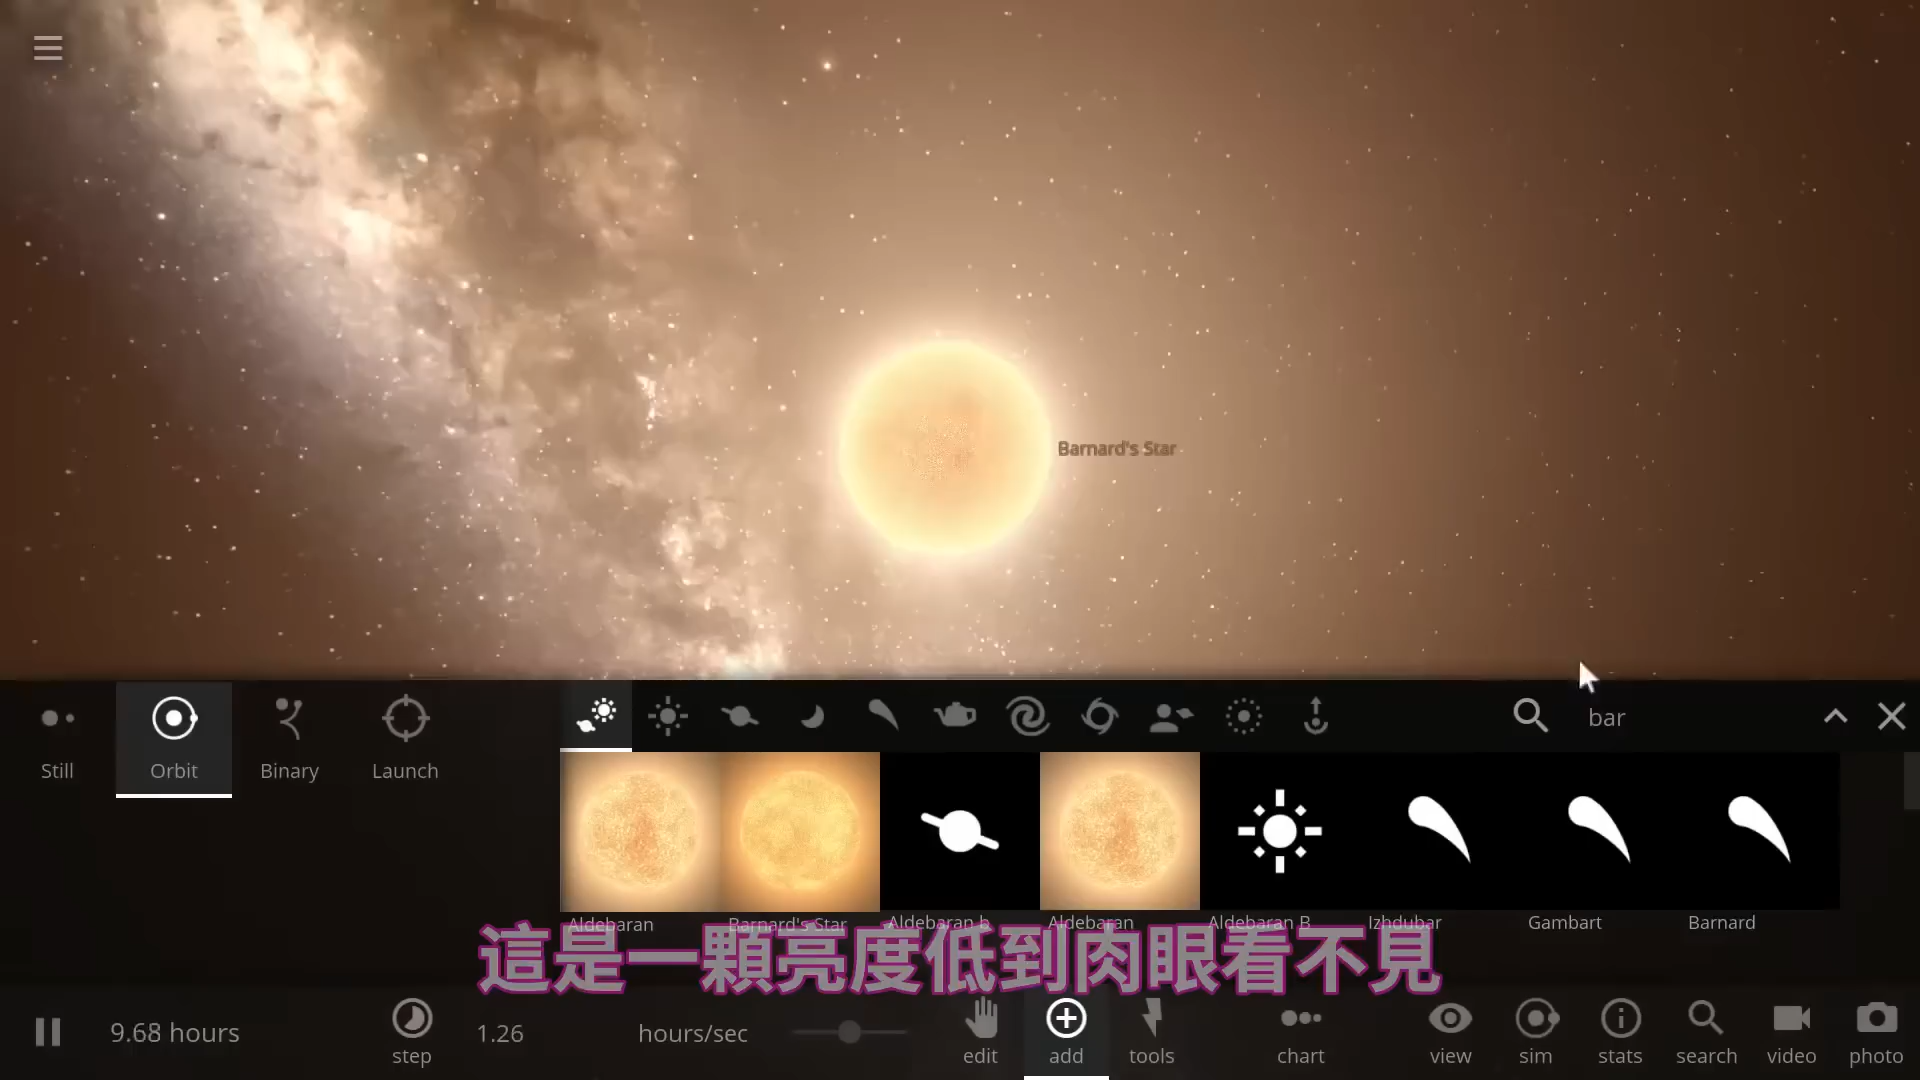 Barnard's Star
Still
Orbit
Binary
Launch
bar
Aldebaran
Barnard's Star
Aldebaran b
Aldebaran
Aldebaran B
Izhdubar
Gambart
Barnard
這是一顆亮度低到肉眼看不見
9.68 hours
step
1.26
hours/sec
edit
add
tools
chart
view
sim
stats
search
video
photo